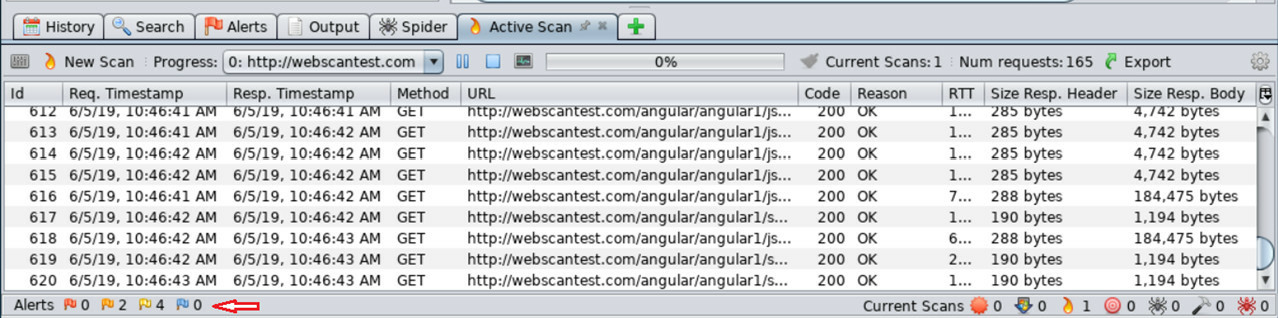 History Search Alerts Output Spider Active Scan
New Scan Progress: 0: http://webscantest.com 0% Current Scans: 1 Num requests: 165 Export
Id Req. Timestamp Resp. Timestamp Method URL Code Reason RTT Size Resp. Header Size Resp. Body
612 6/5/19, 10:46:41 AM 6/5/19, 10:46:41 AM GET http://webscantest.com/angular/angular1/js... 200 OK 1... 285 bytes 4,742 bytes
613 6/5/19, 10:46:41 AM 6/5/19, 10:46:42 AM GET http://webscantest.com/angular/angular1/js... 200 OK 1... 285 bytes 4,742 bytes
614 6/5/19, 10:46:42 AM 6/5/19, 10:46:42 AM GET http://webscantest.com/angular/angular1/js... 200 OK 1... 285 bytes 4,742 bytes
615 6/5/19, 10:46:42 AM 6/5/19, 10:46:42 AM GET http://webscantest.com/angular/angular1/js... 200 OK 1... 285 bytes 4,742 bytes
616 6/5/19, 10:46:41 AM 6/5/19, 10:46:42 AM GET http://webscantest.com/angular/angular1/js... 200 OK 7... 288 bytes 184,475 bytes
617 6/5/19, 10:46:42 AM 6/5/19, 10:46:42 AM GET http://webscantest.com/angular/angular1/s... 200 OK 1... 190 bytes 1,194 bytes
618 6/5/19, 10:46:42 AM 6/5/19, 10:46:43 AM GET http://webscantest.com/angular/angular1/js... 200 OK 6... 288 bytes 184,475 bytes
619 6/5/19, 10:46:42 AM 6/5/19, 10:46:43 AM GET http://webscantest.com/angular/angular1/s... 200 OK 2... 190 bytes 1,194 bytes
620 6/5/19, 10:46:43 AM 6/5/19, 10:46:43 AM GET http://webscantest.com/angular/angular1/s... 200 OK 1... 190 bytes 1,194 bytes
Alerts 0 2 4 0 Current Scans 0 0 1 0 0 0 0